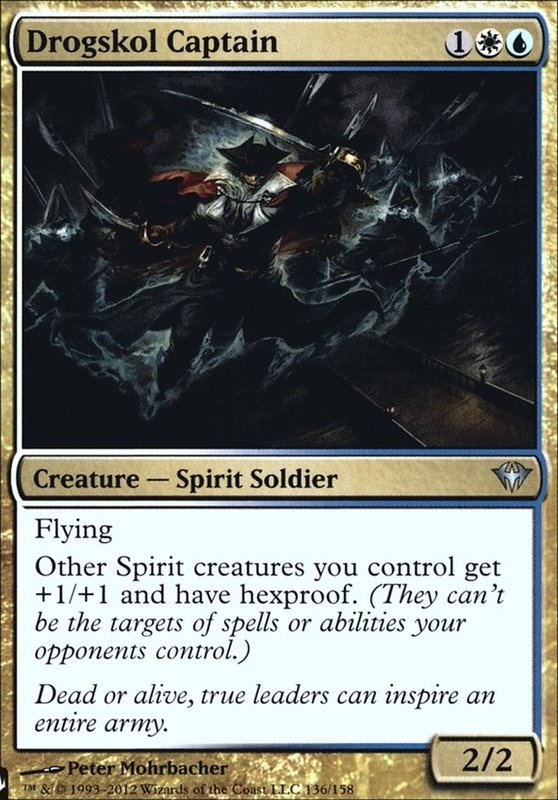 Drogskol Captain 1
Creature — Spirit Soldier
Flying
Other Spirit creatures you control get
+1/+1 and have hexproof. (They can't
be the targets of spells or abilities your
opponents control.)
Dead or alive, true leaders can inspire an
entire army.
2/2
Peter Mohrbacher
™ & © 1993–2012 Wizards of the Coast LLC 136/158